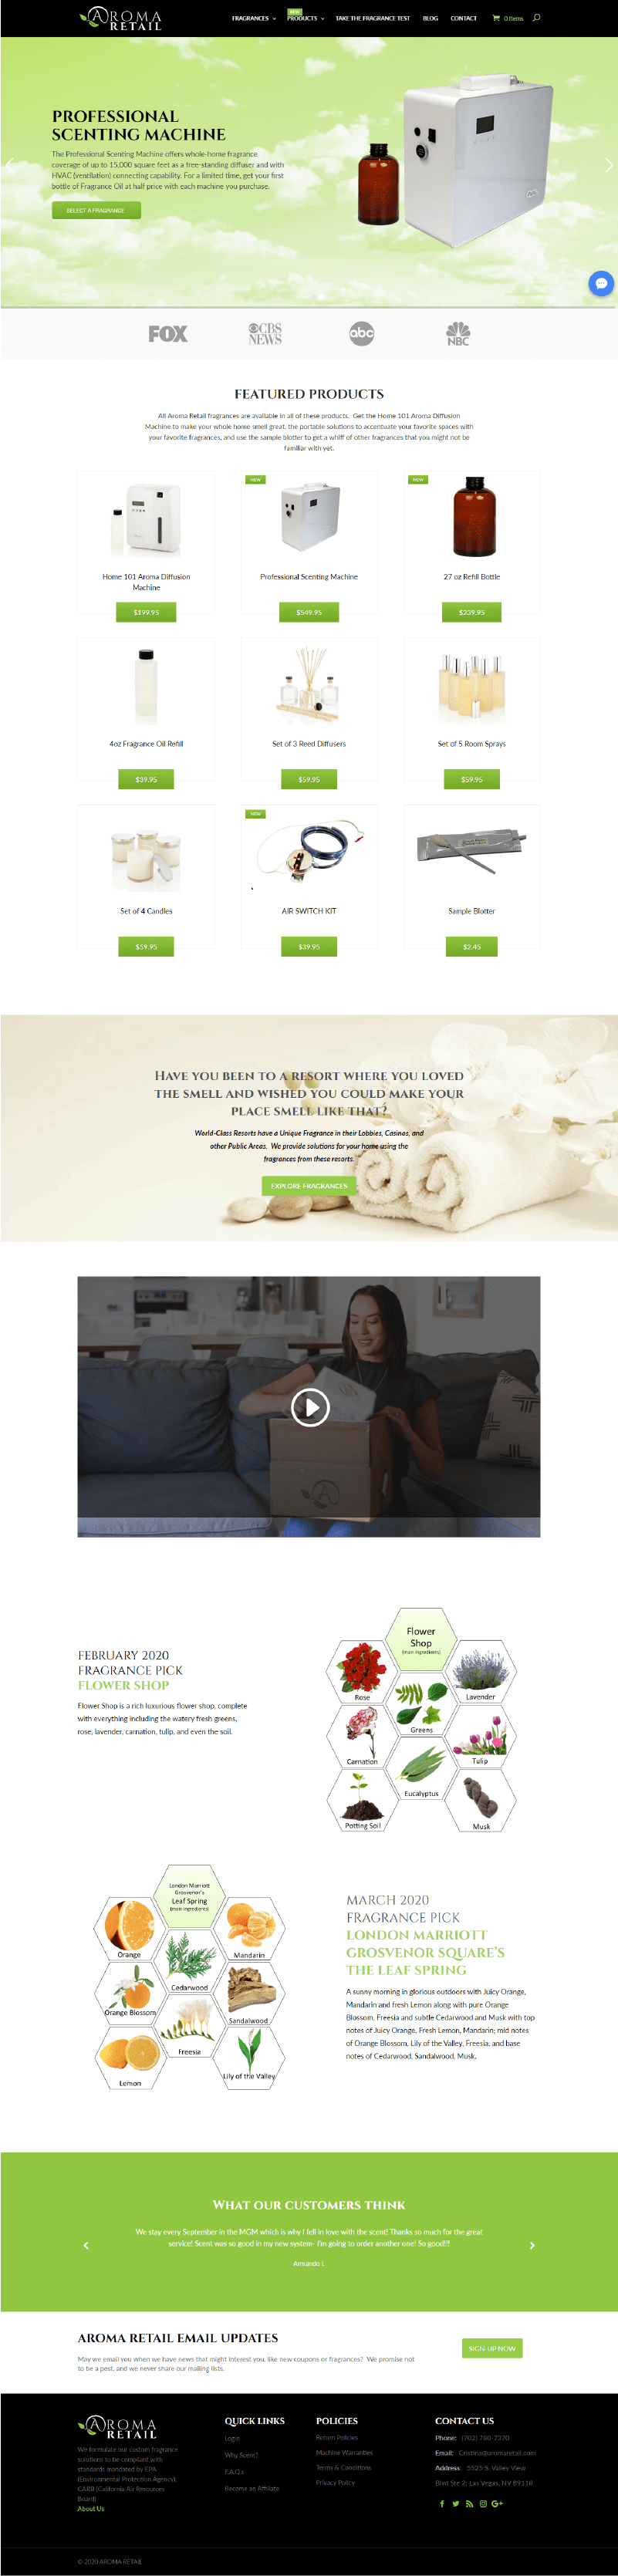 AROMA
RETAIL
FRAGRANCES
NEW
PRODUCTS
TAKE THE FRAGRANCE TEST
BLOG
CONTACT
0 Items
PROFESSIONAL
SCENTING MACHINE
The Professional Scenting Machine offers whole-home fragrance
coverage of up to 15,000 square feet as a free-standing diffuser and with
HVAC (ventilation) connecting capability. For a limited time, get your first
bottle of Fragrance Oil at half price with each machine you purchase.
SELECT A FRAGRANCE
FOX
CBS
NEWS
abc
NBC
FEATURED PRODUCTS
All Aroma Retail fragrances are available in all of these products. Get the Home 101 Aroma Diffusion
Machine to make your whole home smell great, the portable solutions to accentuate your favorite spaces with
your favorite fragrances, and use the sample blotter to get a whiff of other fragrances that you might not be
familiar with yet.
Home 101 Aroma Diffusion
Machine
$199.95
NEW
Professional Scenting Machine
$549.95
NEW
27 oz Refill Bottle
$239.95
4oz Fragrance Oil Refill
$39.95
Set of 3 Reed Diffusers
$59.95
Set of 5 Room Sprays
$59.95
Set of 4 Candles
$59.95
NEW
AIR SWITCH KIT
$39.95
Sample Blotter
$2.45
HAVE YOU BEEN TO A RESORT WHERE YOU LOVED
THE SMELL AND WISHED YOU COULD MAKE YOUR
PLACE SMELL LIKE THAT?
World-Class Resorts have a Unique Fragrance in their Lobbies, Casinos, and
other Public Areas. We provide solutions for your home using the
fragrances from these resorts.
EXPLORE FRAGRANCES
FEBRUARY 2020
FRAGRANCE PICK
FLOWER SHOP
Flower Shop is a rich luxurious flower shop, complete
with everything including the watery fresh greens,
rose, lavender, carnation, tulip, and even the soil.
Flower
Shop
(main ingredients)
Rose
Lavender
Greens
Carnation
Tulip
Eucalyptus
Potting Soil
Musk
London Marriott
Grosvenor's
Leaf Spring
(main ingredients)
Orange
Mandarin
Cedarwood
Orange Blossom
Sandalwood
Freesia
Lemon
Lily of the Valley
MARCH 2020
FRAGRANCE PICK
LONDON MARRIOTT
GROSVENOR SQUARE'S
THE LEAF SPRING
A sunny morning in glorious outdoors with Juicy Orange,
Mandarin and fresh Lemon along with pure Orange
Blossom, Freesia and subtle Cedarwood and Musk with top
notes of Juicy Orange, Fresh Lemon, Mandarin; mid notes
of Orange Blossom, Lily of the Valley, Freesia; and base
notes of Cedarwood, Sandalwood, Musk.
WHAT OUR CUSTOMERS THINK
We stay every September in the MGM which is why I fell in love with the scent! Thanks so much for the great
service! Scent was so good in my new system- I'm going to order another one! So good!!!
Armando I.
AROMA RETAIL EMAIL UPDATES
May we email you when we have news that might interest you, like new coupons or fragrances? We promise not
to be a pest, and we never share our mailing lists.
SIGN-UP NOW
AROMA
RETAIL
We formulate our custom fragrance
solutions to be compliant with
standards mandated by EPA
(Environmental Protection Agency),
CARB (California Air Resources
Board)
About Us
QUICK LINKS
Login
Why Scent?
F.A.Q.s
Become an Affiliate
POLICIES
Return Policies
Machine Warranties
Terms & Conditions
Privacy Policy
CONTACT US
Phone: (702) 780-7370
Email: Cristina@aromaretail.com
Address: 5525 S. Valley View
Blvd Ste 2; Las Vegas, NV 89118
© 2020 AROMA RETAIL